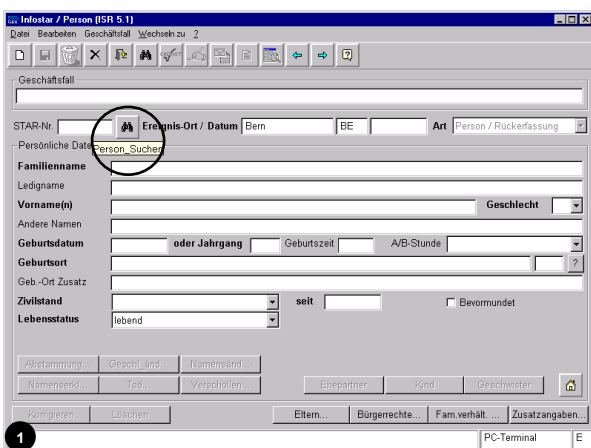 Infostar / Person (ISR 5.1)
Datei Bearbeiten Geschäftsfall Wechseln zu ?
Geschäftsfall
STAR-Nr. Ereignis-Ort / Datum Bern BE Art Person / Rückerfassung
Persönliche Date
Person_Suchen
Familienname
Ledigname
Vorname(n) Geschlecht
Andere Namen
Geburtsdatum oder Jahrgang Geburtszeit A/B-Stunde
Geburtsort ?
Geb.-Ort Zusatz
Zivilstand seit Bevormundet
Lebensstatus lebend
Abstammung... Geschl_änd... Namensänd...
Namenserkl... Tod... Verschollen... Ehepartner Kind Geschwister
Korrigieren Löschen Eltern... Bürgerrechte... Fam.verhält. ... Zusatzangaben...
1 PC-Terminal E